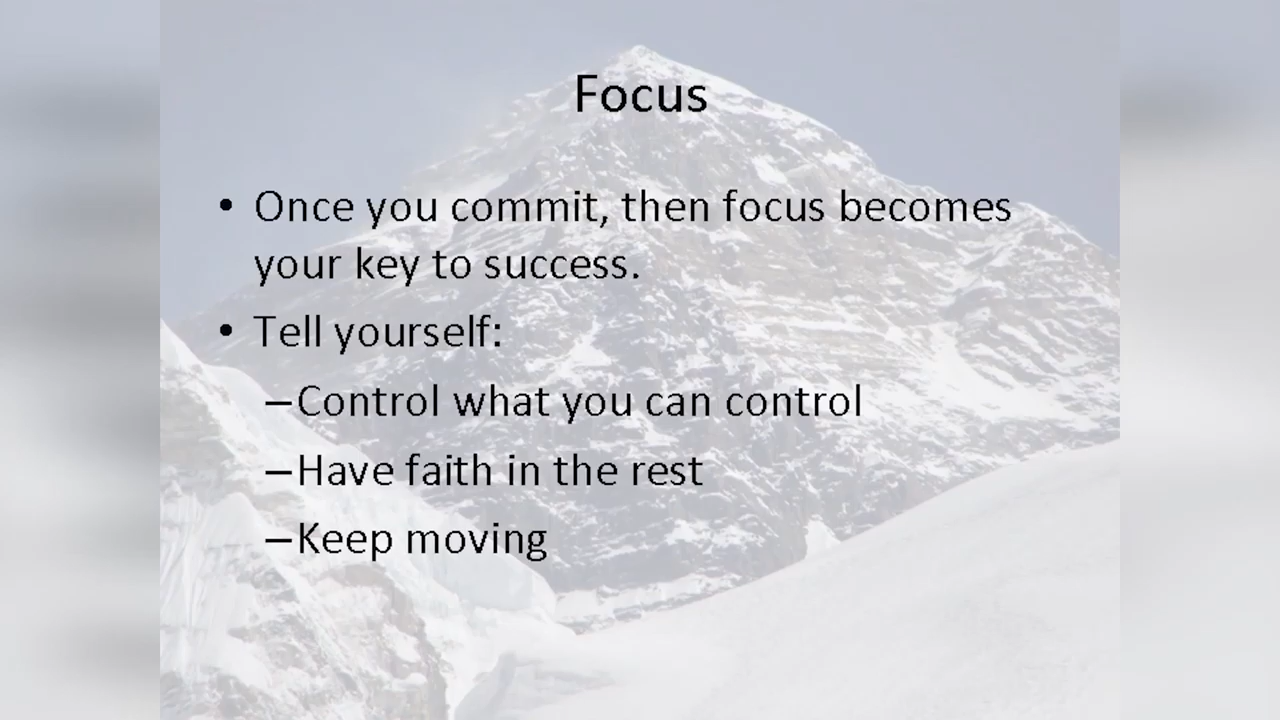 Focus
• Once you commit, then focus becomes
your key to success.
• Tell yourself:
–Control what you can control
–Have faith in the rest
–Keep moving